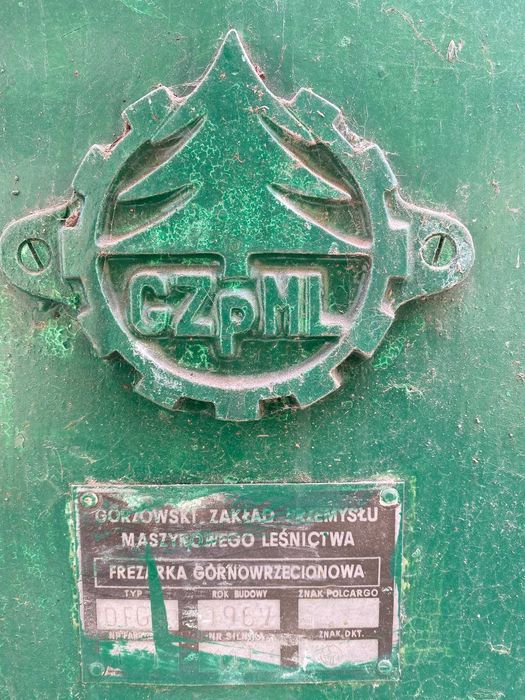 GZpML
GORZOWSKI ZAKŁAD PRZEMYSŁU
MASZYNOWEGO LEŚNICTWA
FREZARKA GÓRNOWRZECIONOWA
TYP ROK BUDOWY ZNAK POLCARGO
NR FABR. NR SILNIKA ZNAK DKT.